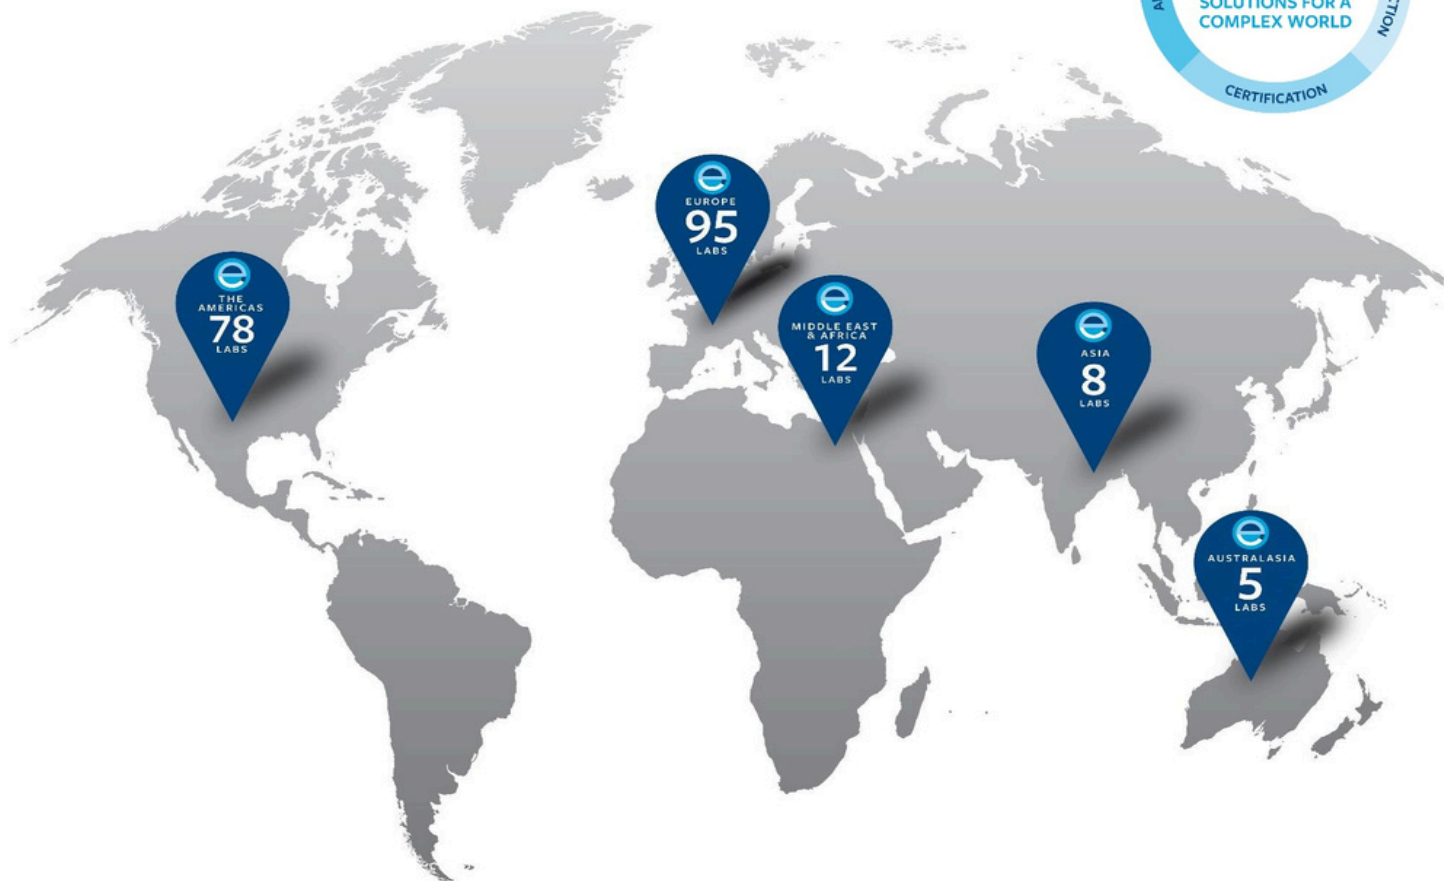 SOLUTIONS FOR A
COMPLEX WORLD
CERTIFICATION
EUROPE
95
LABS
THE
AMERICAS
78
LABS
MIDDLE EAST
& AFRICA
12
LABS
ASIA
8
LABS
AUSTRALASIA
5
LABS